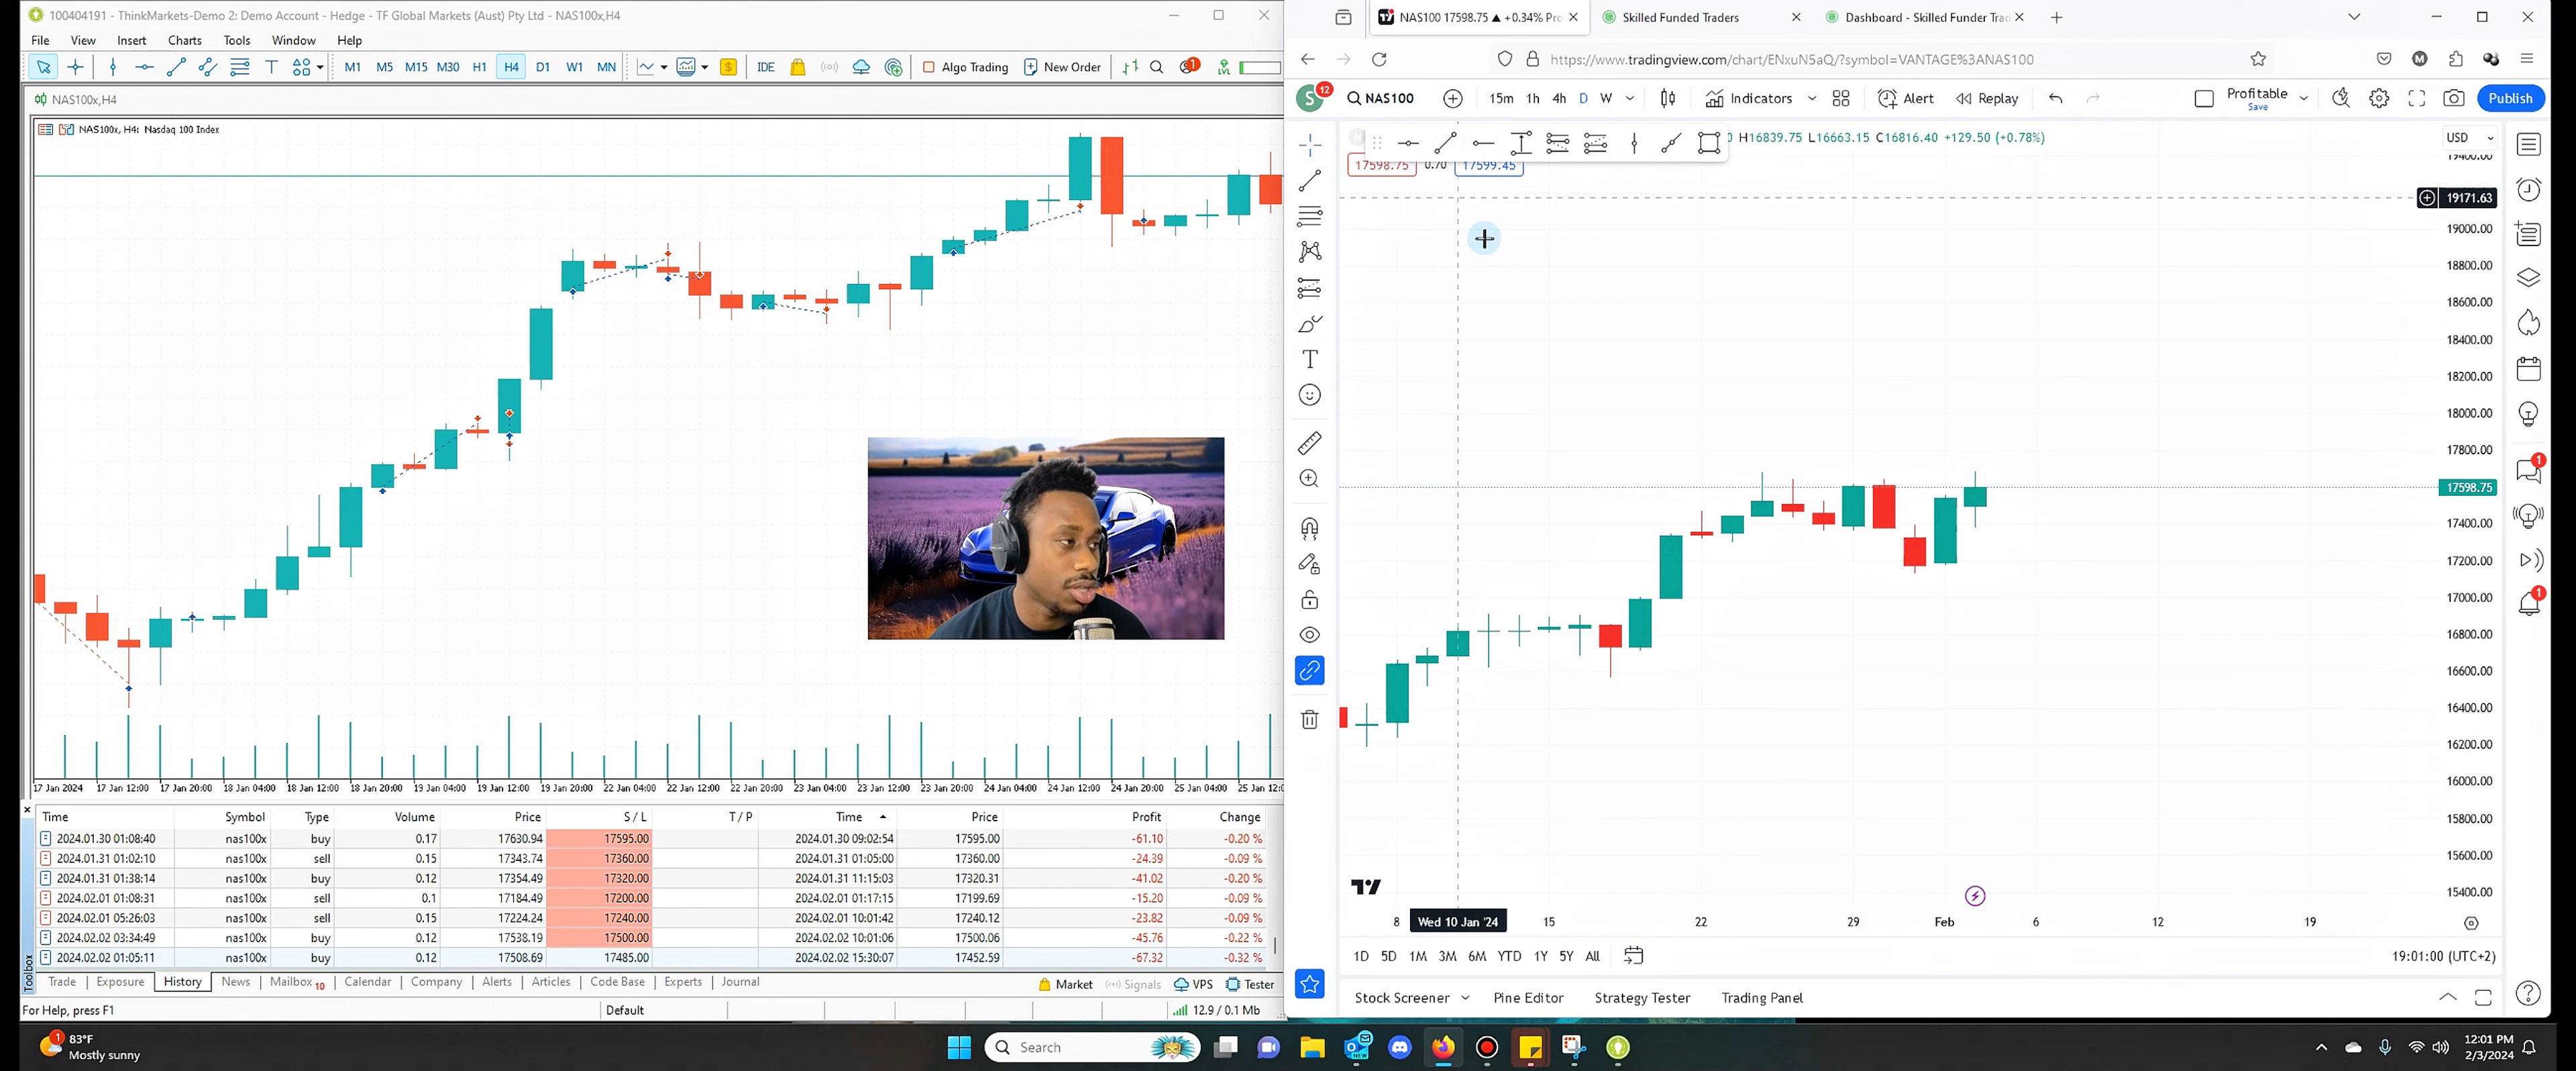 100404191 - ThinkMarkets-Demo 2: Demo Account - Hedge - TF Global Markets (Aust) Pty Ltd - NAS100x,H4
File View Insert Charts Tools Window Help
M1 M5 M15 M30 H1 H4 D1 W1 MN $ IDE Algo Trading New Order 1 LVL
NAS100x,H4
NAS100x, H4: Nasdaq 100 Index
17 Jan 2024 17 Jan 12:00 17 Jan 20:00 18 Jan 04:00 18 Jan 12:00 18 Jan 20:00 19 Jan 04:00 19 Jan 12:00 19 Jan 20:00 22 Jan 04:00 22 Jan 12:00 22 Jan 20:00 23 Jan 04:00 23 Jan 12:00 23 Jan 20:00 24 Jan 04:00 24 Jan 12:00 24 Jan 20:00 25 Jan 04:00 25 Jan 12:0
Time Symbol Type Volume Price S / L T / P Time Price Profit Change
2024.01.30 01:08:40 nas100x buy 0.17 17630.94 17595.00 2024.01.30 09:02:54 17595.00 -61.10 -0.20 %
2024.01.31 01:02:10 nas100x sell 0.15 17343.74 17360.00 2024.01.31 01:05:00 17360.00 -24.39 -0.09 %
2024.01.31 01:38:14 nas100x buy 0.12 17354.49 17320.00 2024.01.31 11:15:03 17320.31 -41.02 -0.20 %
2024.02.01 01:08:31 nas100x sell 0.1 17184.49 17200.00 2024.02.01 01:17:15 17199.69 -15.20 -0.09 %
2024.02.01 05:26:03 nas100x sell 0.15 17224.24 17240.00 2024.02.01 10:01:42 17240.12 -23.82 -0.09 %
2024.02.02 03:34:49 nas100x buy 0.12 17538.19 17500.00 2024.02.02 10:01:06 17500.06 -45.76 -0.22 %
2024.02.02 01:05:11 nas100x buy 0.12 17508.69 17485.00 2024.02.02 15:30:07 17452.59 -67.32 -0.32 %
Toolbox
Trade Exposure History News Mailbox 10 Calendar Company Alerts Articles Code Base Experts Journal Market Signals VPS Tester
For Help, press F1 Default 12.9 / 0.1 Mb
NAS100 17598.75 ▲ +0.34% Pro Skilled Funded Traders Dashboard - Skilled Funder Trad
https://www.tradingview.com/chart/ENxuN5aQ/?symbol=VANTAGE%3ANAS100
S 12 NAS100 15m 1h 4h D W Indicators Alert Replay Profitable Save Publish
0 H16839.75 L16663.15 C16816.40 +129.50 (+0.78%) USD
17598.75 0.70 17599.45
19400.00
19171.63
19000.00
18800.00
18600.00
18400.00
18200.00
18000.00
17800.00
17598.75
17400.00
17200.00
17000.00
16800.00
16600.00
16400.00
16200.00
16000.00
15800.00
15600.00
15400.00
1
1
8 Wed 10 Jan '24 15 22 29 Feb 6 12 19
1D 5D 1M 3M 6M YTD 1Y 5Y All 19:01:00 (UTC+2)
Stock Screener Pine Editor Strategy Tester Trading Panel
1 83°F
Mostly sunny
Search
NEW
12:01 PM
2/3/2024